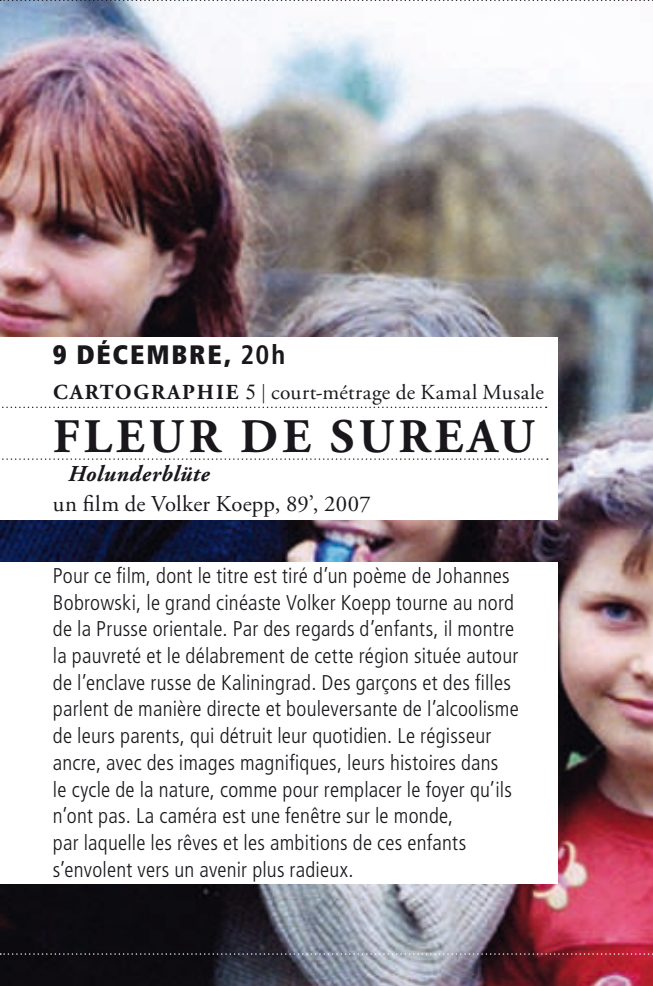 9 DÉCEMBRE, 20h
CARTOGRAPHIE 5 | court-métrage de Kamal Musale
FLEUR DE SUREAU
Holunderblüte
un film de Volker Koepp, 89’, 2007
Pour ce film, dont le titre est tiré d’un poème de Johannes
Bobrowski, le grand cinéaste Volker Koepp tourne au nord
de la Prusse orientale. Par des regards d’enfants, il montre
la pauvreté et le délabrement de cette région située autour
de l’enclave russe de Kaliningrad. Des garçons et des filles
parlent de manière directe et bouleversante de l’alcoolisme
de leurs parents, qui détruit leur quotidien. Le régisseur
ancre, avec des images magnifiques, leurs histoires dans
le cycle de la nature, comme pour remplacer le foyer qu’ils
n’ont pas. La caméra est une fenêtre sur le monde,
par laquelle les rêves et les ambitions de ces enfants
s’envolent vers un avenir plus radieux.